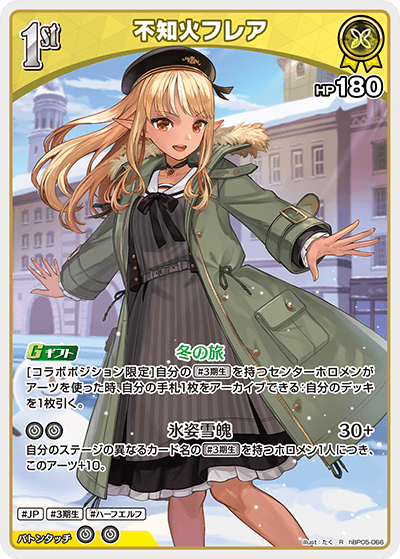 1st
不知火フレア
HP180
Gギフト 冬の旅
[コラボポジション限定]自分の#3期生を持つセンターホロメンが
アーツを使った時、自分の手札1枚をアーカイブできる:自分のデッキ
を1枚引く。
氷姿雪魄 30+
自分のステージの異なるカード名の#3期生を持つホロメン1人につき、
このアーツ+10。
#JP #3期生 #ハーフエルフ
バトンタッチ
illust:たく R hBP05-066